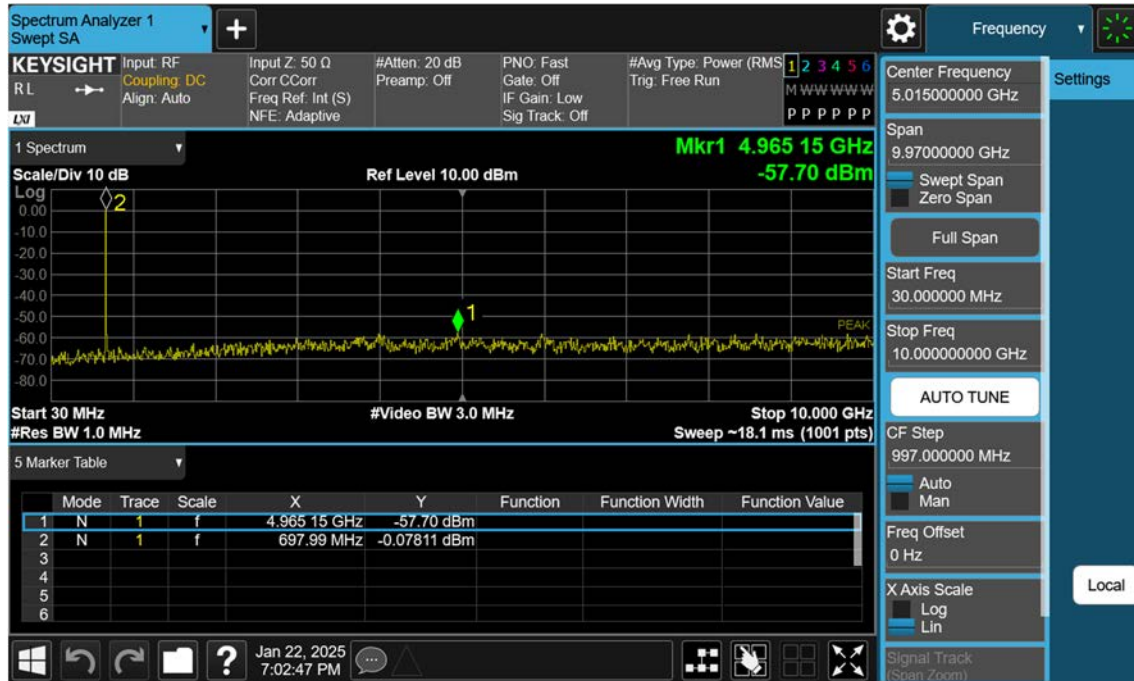 Spectrum Analyzer 1
Swept SA
+
Frequency
KEYSIGHT
R L
LXI
Input: RF
Coupling: DC
Align: Auto
Input Z: 50 Ω
Corr CCorr
Freq Ref: Int (S)
NFE: Adaptive
#Atten: 20 dB
Preamp: Off
PNO: Fast
Gate: Off
IF Gain: Low
Sig Track: Off
#Avg Type: Power (RMS
Trig: Free Run
1 2 3 4 5 6
M W W W W W
P P P P P P
1 Spectrum
Mkr1 4.965 15 GHz
-57.70 dBm
Scale/Div 10 dB
Ref Level 10.00 dBm
Log
0.00
-10.0
-20.0
-30.0
-40.0
-50.0
-60.0
-70.0
-80.0
2
1
PEAK
Start 30 MHz
#Video BW 3.0 MHz
Stop 10.000 GHz
#Res BW 1.0 MHz
Sweep ~18.1 ms (1001 pts)
5 Marker Table
Mode Trace Scale X Y Function Function Width Function Value
1 N 1 f 4.965 15 GHz -57.70 dBm
2 N 1 f 697.99 MHz -0.07811 dBm
3
4
5
6
Jan 22, 2025
7:02:47 PM
Center Frequency
5.015000000 GHz
Span
9.97000000 GHz
Swept Span
Zero Span
Full Span
Start Freq
30.000000 MHz
Stop Freq
10.000000000 GHz
AUTO TUNE
CF Step
997.000000 MHz
Auto
Man
Freq Offset
0 Hz
X Axis Scale
Log
Lin
Signal Track
(Span Zoom)
Settings
Local